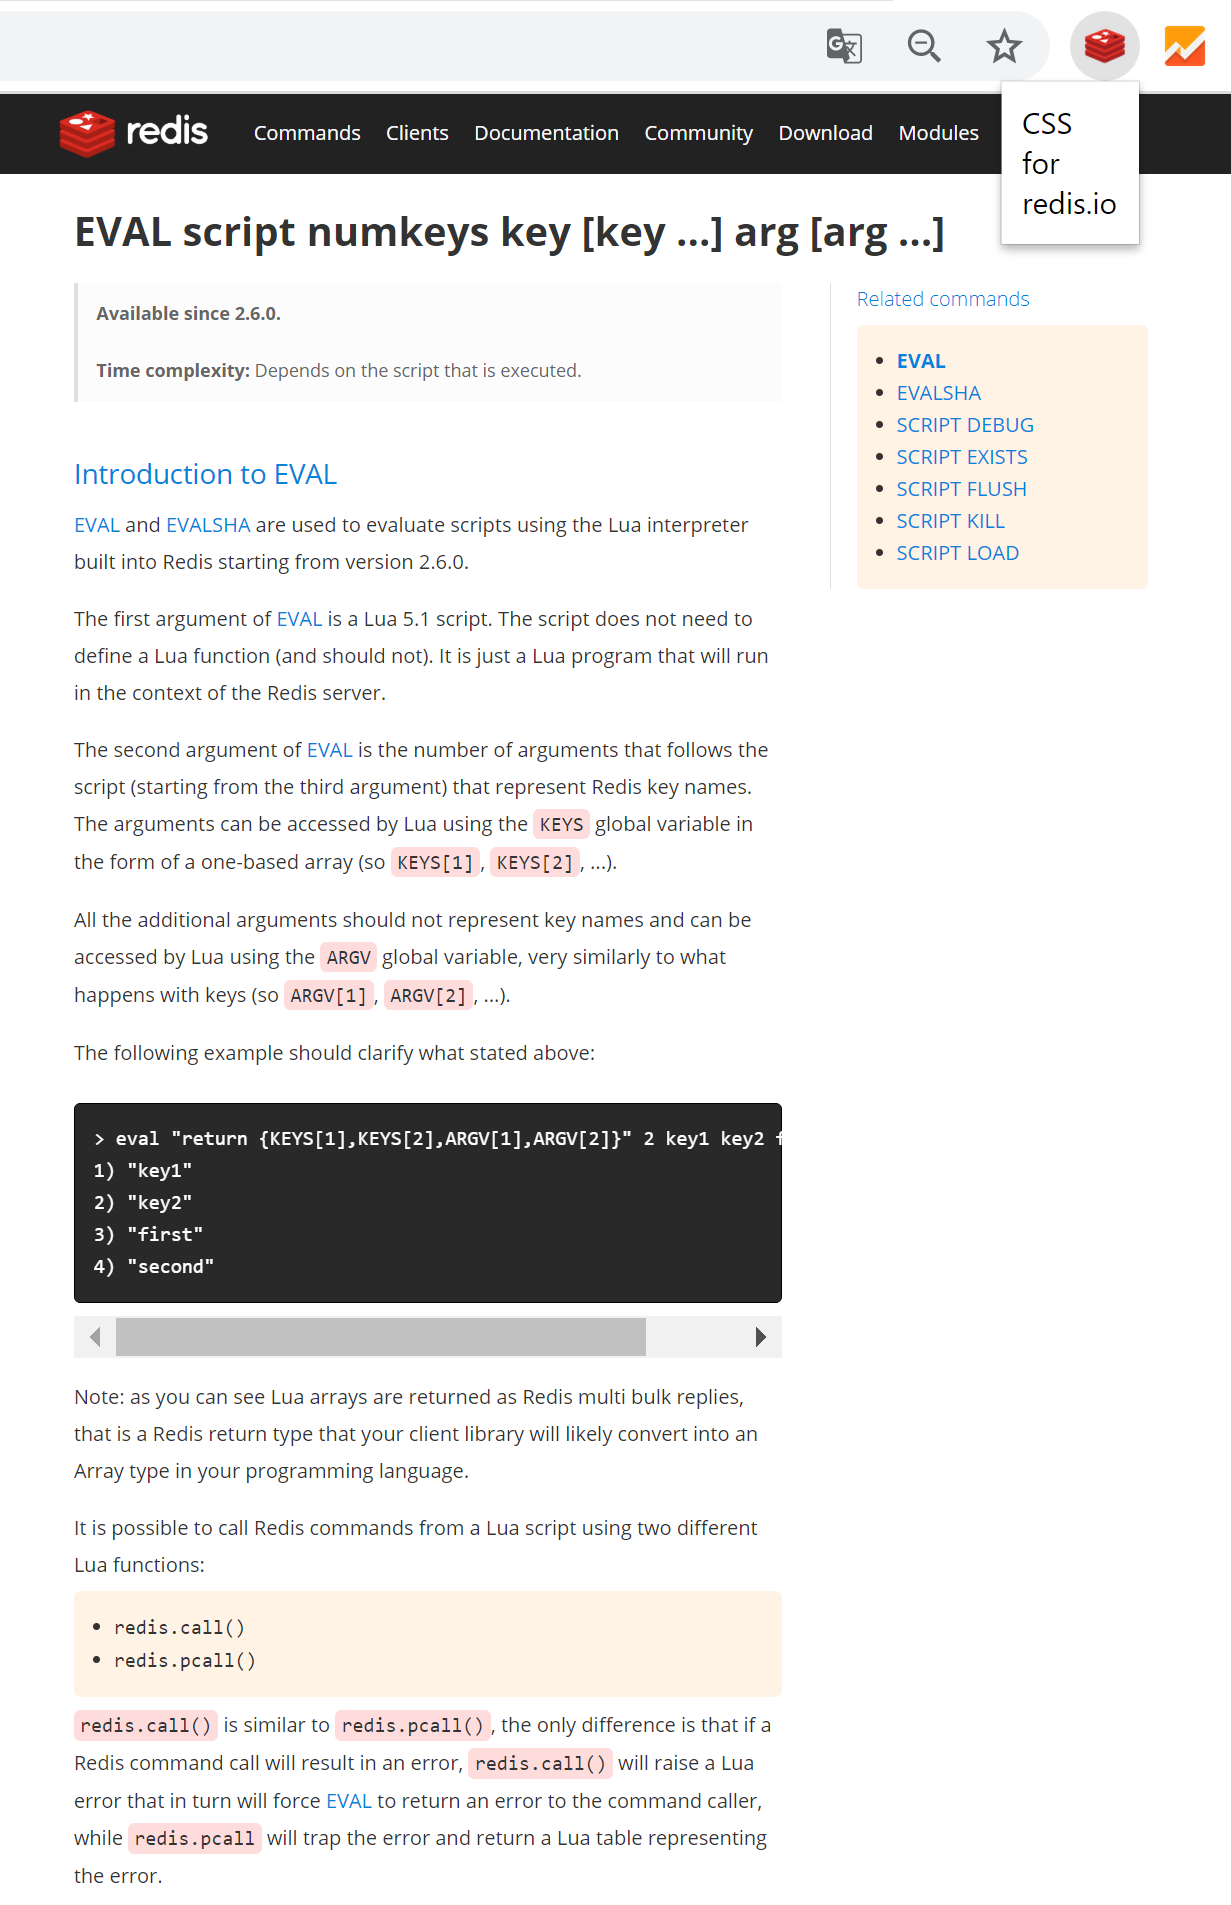 CSS
for
redis.io
redis Commands Clients Documentation Community Download Modules
EVAL script numkeys key [key ...] arg [arg ...]
Available since 2.6.0.
Time complexity: Depends on the script that is executed.
Related commands
EVAL
EVALSHA
SCRIPT DEBUG
SCRIPT EXISTS
SCRIPT FLUSH
SCRIPT KILL
SCRIPT LOAD
Introduction to EVAL
EVAL and EVALSHA are used to evaluate scripts using the Lua interpreter
built into Redis starting from version 2.6.0.
The first argument of EVAL is a Lua 5.1 script. The script does not need to
define a Lua function (and should not). It is just a Lua program that will run
in the context of the Redis server.
The second argument of EVAL is the number of arguments that follows the
script (starting from the third argument) that represent Redis key names.
The arguments can be accessed by Lua using the KEYS global variable in
the form of a one-based array (so KEYS[1], KEYS[2], ...).
All the additional arguments should not represent key names and can be
accessed by Lua using the ARGV global variable, very similarly to what
happens with keys (so ARGV[1], ARGV[2], ...).
The following example should clarify what stated above:
> eval "return {KEYS[1],KEYS[2],ARGV[1],ARGV[2]}" 2 key1 key2 f
1) "key1"
2) "key2"
3) "first"
4) "second"
Note: as you can see Lua arrays are returned as Redis multi bulk replies,
that is a Redis return type that your client library will likely convert into an
Array type in your programming language.
It is possible to call Redis commands from a Lua script using two different
Lua functions:
redis.call()
redis.pcall()
redis.call() is similar to redis.pcall(), the only difference is that if a
Redis command call will result in an error, redis.call() will raise a Lua
error that in turn will force EVAL to return an error to the command caller,
while redis.pcall will trap the error and return a Lua table representing
the error.